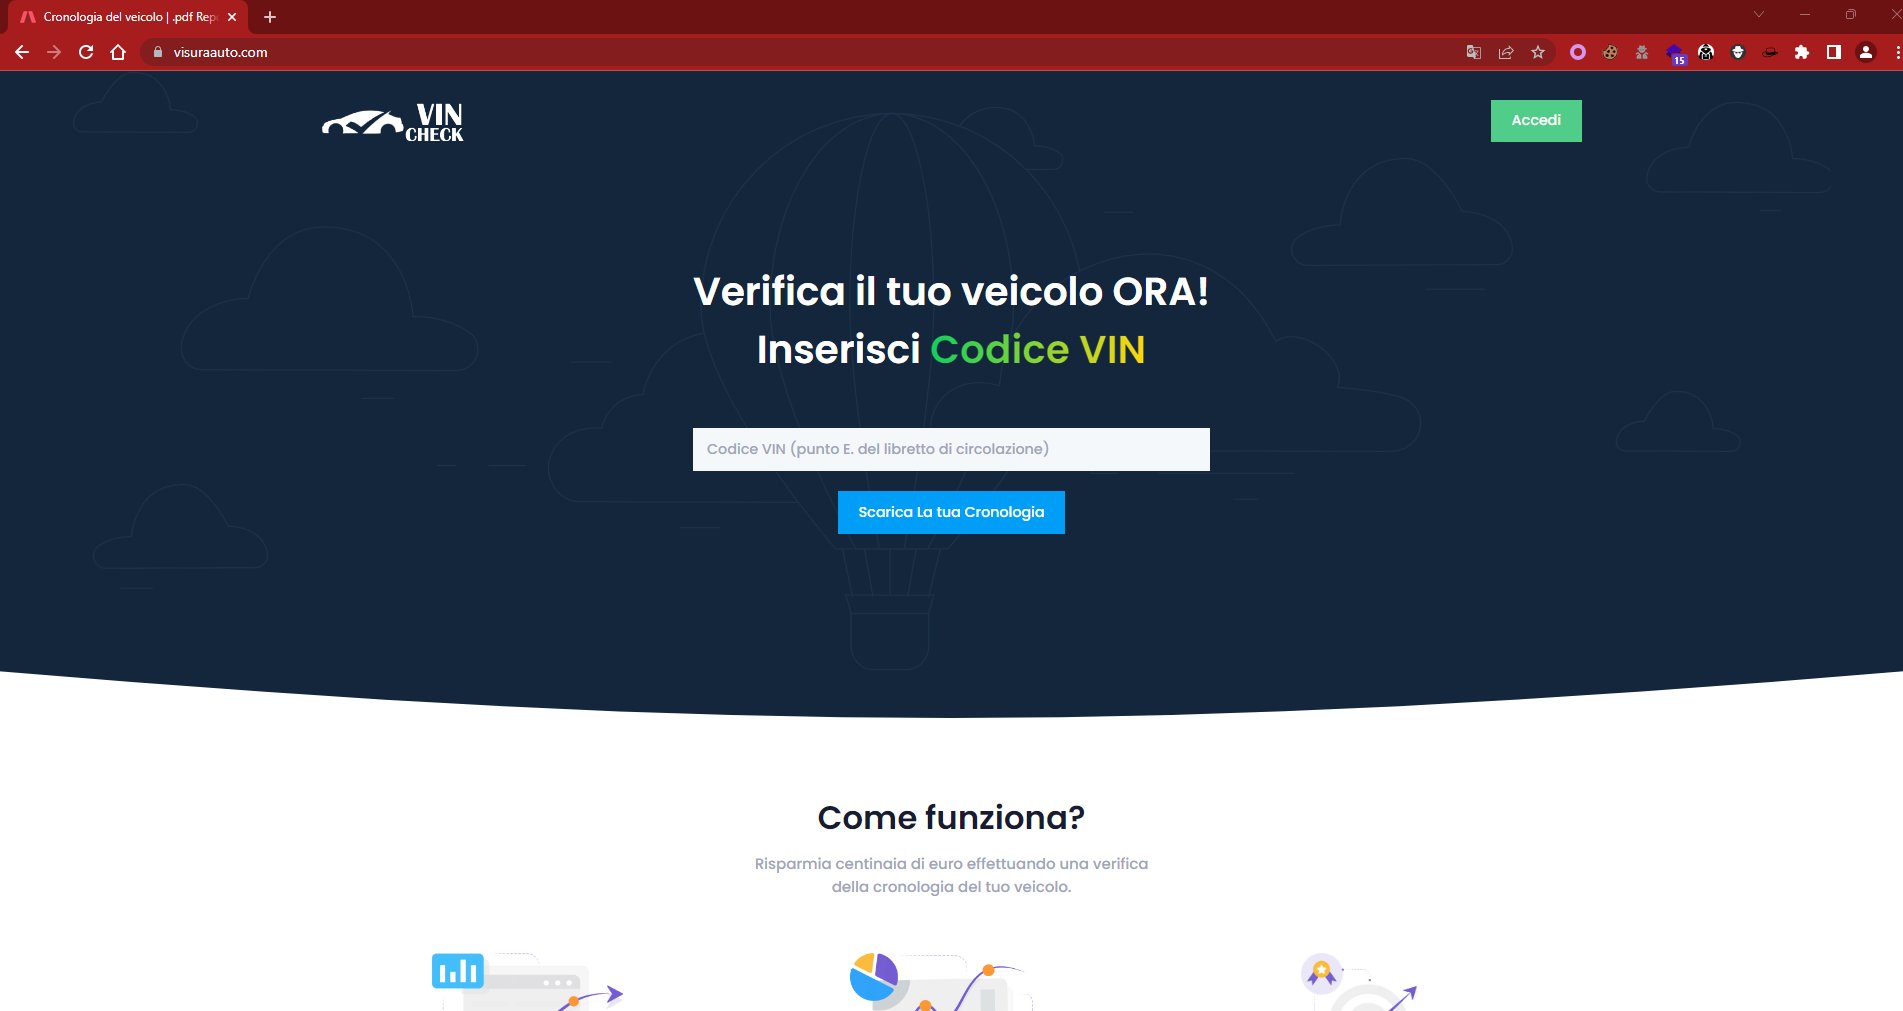 Cronologia del veicolo | .pdf Rep
visuraauto.com
15
VIN
CHECK
Accedi
Verifica il tuo veicolo ORA!
Inserisci Codice VIN
Codice VIN (punto E. del libretto di circolazione)
Scarica La tua Cronologia
Come funziona?
Risparmia centinaia di euro effettuando una verifica
della cronologia del tuo veicolo.